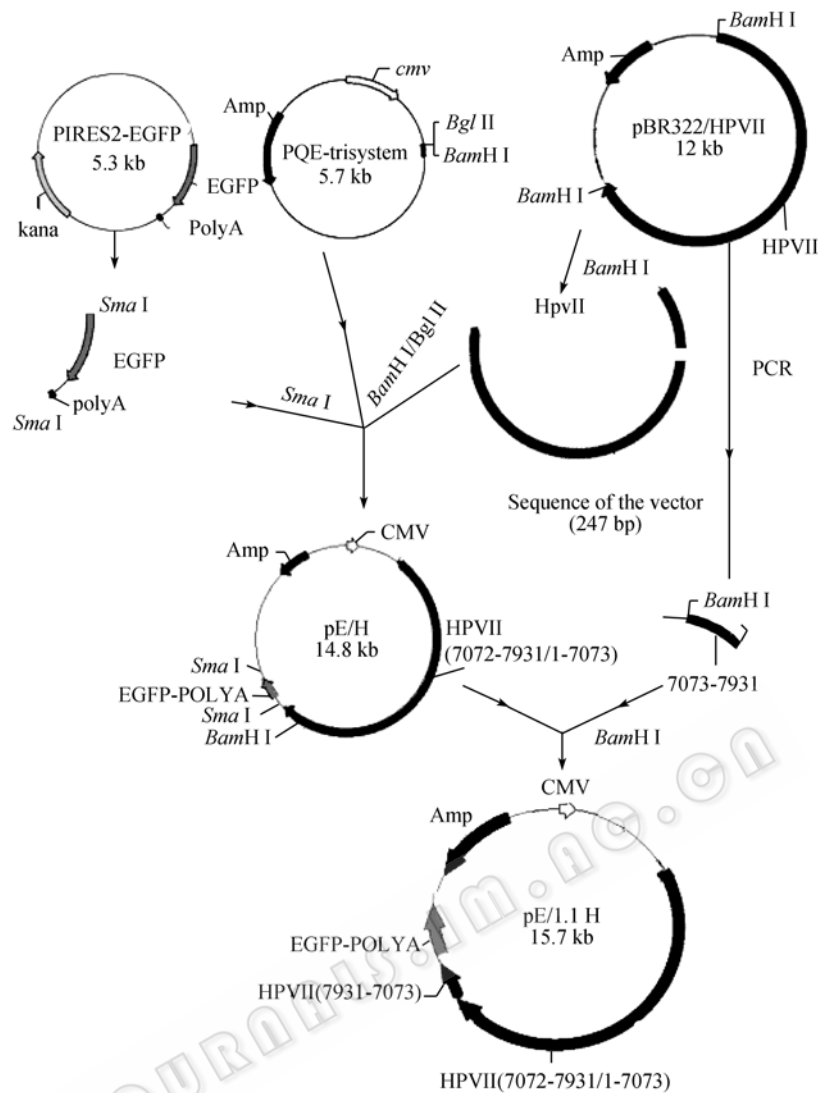 BamH I
Amp
pBR322/HPVII
12 kb
BamH I
HPVII
cmv
Amp
Bgl II
BamH I
PQE-trisystem
5.7 kb
PIRES2-EGFP
5.3 kb
EGFP
kana
PolyA
Sma I
EGFP
polyA
Sma I
Sma I
BamH I/Bgl II
BamH I
HpvII
PCR
Sequence of the vector
(247 bp)
CMV
Amp
pE/H
14.8 kb
HPVII
(7072-7931/1-7073)
Sma I
EGFP-POLYA
Sma I
BamH I
BamH I
7073-7931
BamH I
CMV
Amp
pE/1.1 H
15.7 kb
EGFP-POLYA
HPVII(7931-7073)
HPVII(7072-7931/1-7073)
OURNALS.IM.AC.CN